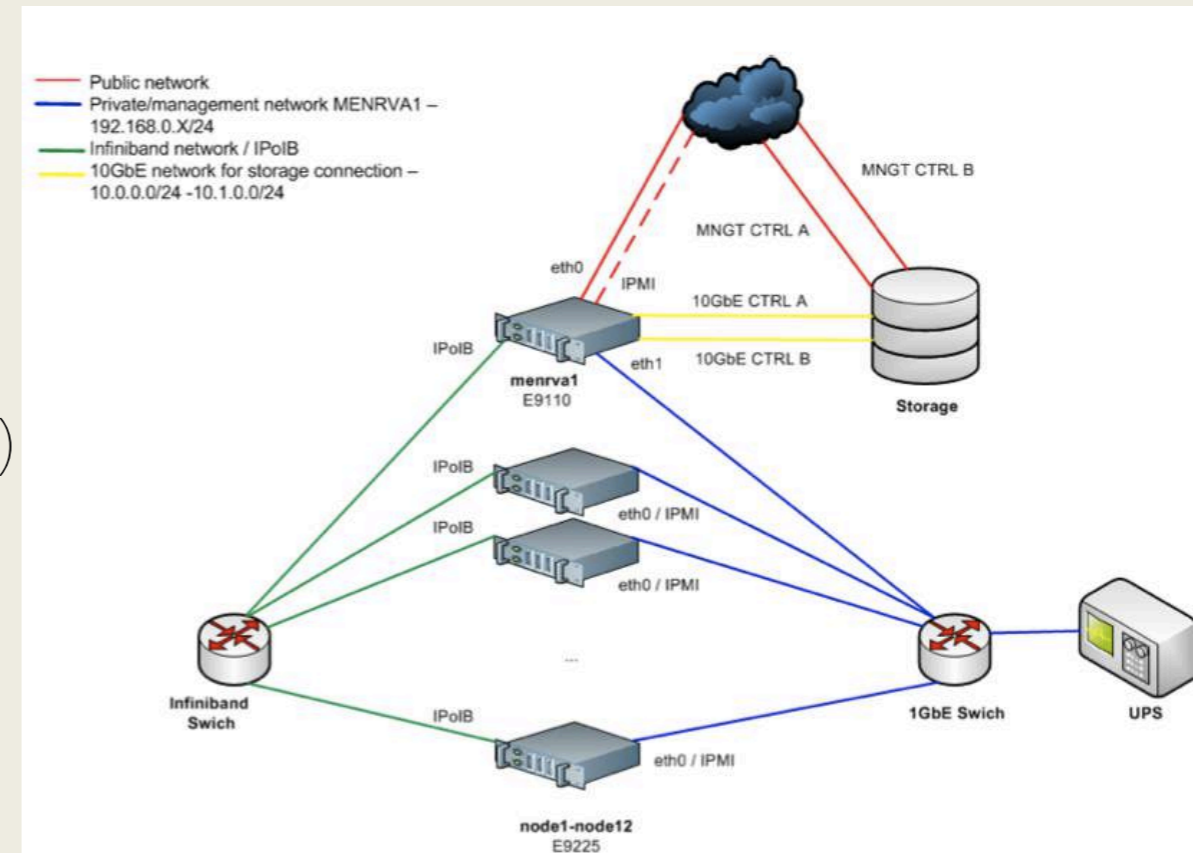 Public network
Private/management network MENRVA1 –
192.168.0.X/24
Infiniband network / IPoIB
10GbE network for storage connection –
10.0.0.0/24 -10.1.0.0/24
MNGT CTRL B
MNGT CTRL A
eth0
IPMI
10GbE CTRL A
IPoIB
eth1
10GbE CTRL B
menrva1
E9110
Storage
IPoIB
eth0 / IPMI
IPoIB
eth0 / IPMI
...
Infiniband
Swich
1GbE Swich
UPS
IPoIB
eth0 / IPMI
node1-node12
E9225
)